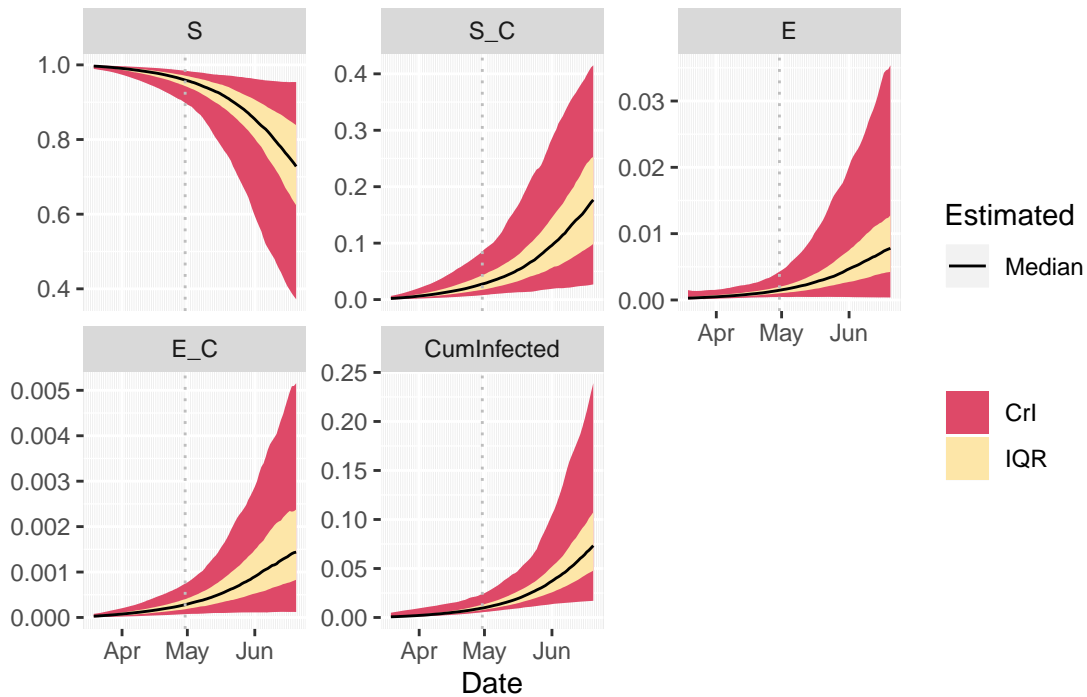 S
S_C
E
1.0
0.8
0.6
0.4
0.4
0.3
0.2
0.1
0.0
0.03
0.02
0.01
0.00
Apr
May
Jun
E_C
CumInfected
0.005
0.004
0.003
0.002
0.001
0.000
0.25
0.20
0.15
0.10
0.05
0.00
Apr
May
Jun
Apr
May
Jun
Date
Estimated
Median
CrI
IQR